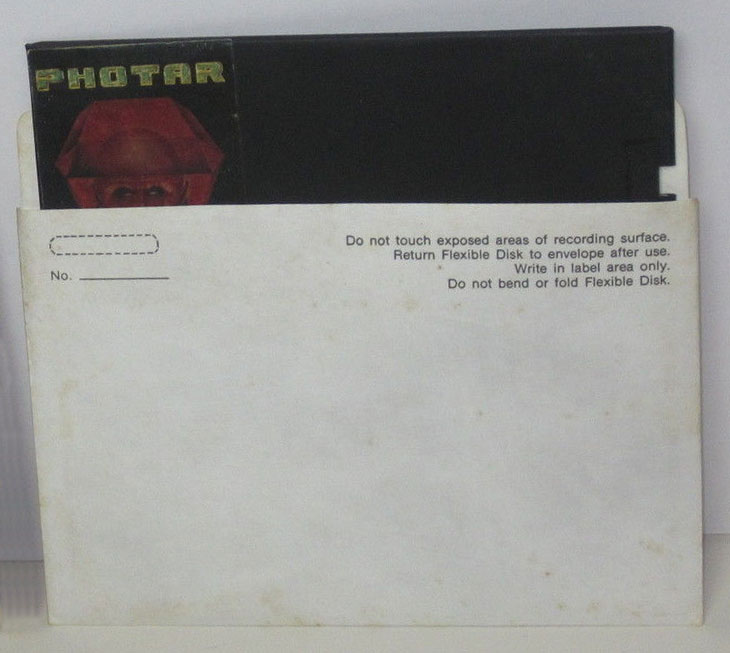 PHOTAR
Do not touch exposed areas of recording surface.
Return Flexible Disk to envelope after use.
Write in label area only.
Do not bend or fold Flexible Disk.
No.